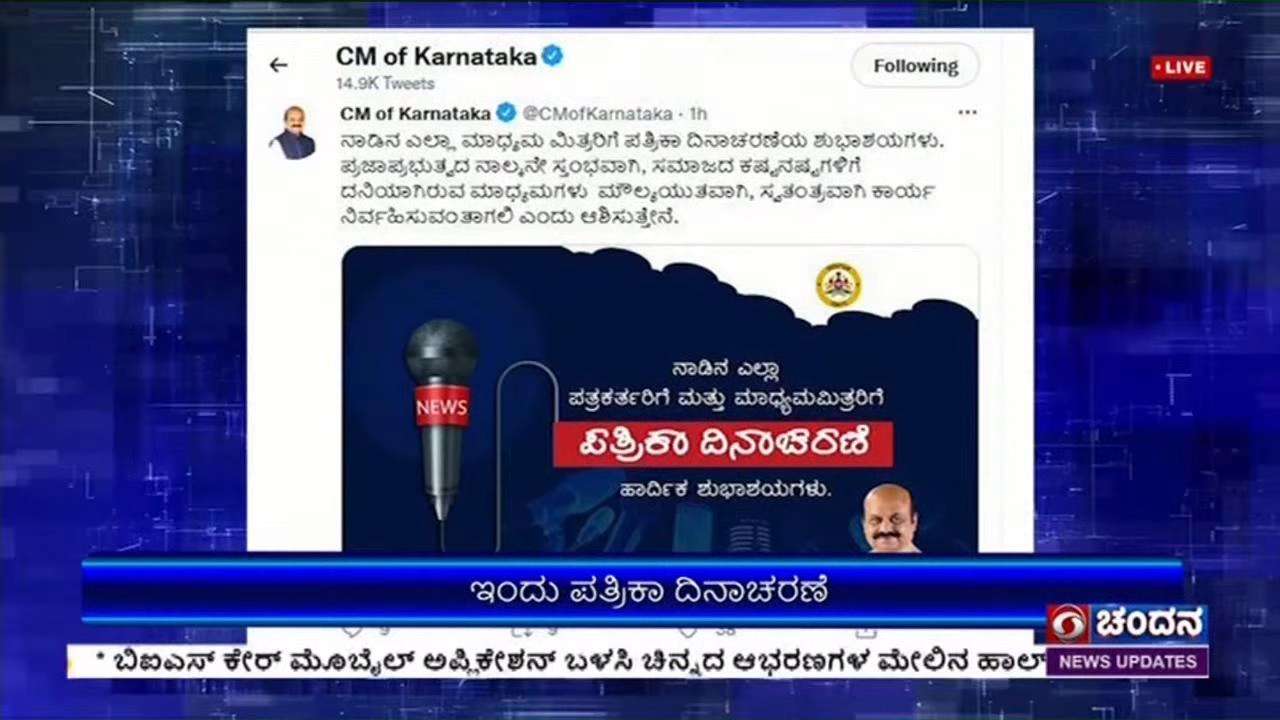 CM of Karnataka
14.9K Tweets
Following
• LIVE
CM of Karnataka @CMofKarnataka · 1h
ನಾಡಿನ ಎಲ್ಲಾ ಮಾಧ್ಯಮ ಮಿತ್ರರಿಗೆ ಪತ್ರಿಕಾ ದಿನಾಚರಣೆಯ ಶುಭಾಶಯಗಳು.
ಪ್ರಜಾಪ್ರಭುತ್ವದ ನಾಲ್ಕನೇ ಸ್ತಂಭವಾಗಿ, ಸಮಾಜದ ಕಷ್ಟನಷ್ಟಗಳಿಗೆ
ದನಿಯಾಗಿರುವ ಮಾಧ್ಯಮಗಳು ಮೌಲ್ಯಯುತವಾಗಿ, ಸ್ವತಂತ್ರವಾಗಿ ಕಾರ್ಯ
ನಿರ್ವಹಿಸುವಂತಾಗಲಿ ಎಂದು ಆಶಿಸುತ್ತೇನೆ.
NEWS
ನಾಡಿನ ಎಲ್ಲಾ
ಪತ್ರಕರ್ತರಿಗೆ ಮತ್ತು ಮಾಧ್ಯಮಮಿತ್ರರಿಗೆ
ಪತ್ರಿಕಾ ದಿನಾಚರಣೆ
ಹಾರ್ದಿಕ ಶುಭಾಶಯಗಳು.
ಇಂದು ಪತ್ರಿಕಾ ದಿನಾಚರಣೆ
ಚಂದನ
NEWS UPDATES
* ಬಿಐಎಸ್ ಕೇರ್ ಮೊಬೈಲ್ ಅಪ್ಲಿಕೇಶನ್ ಬಳಸಿ ಚಿನ್ನದ ಆಭರಣಗಳ ಮೇಲಿನ ಹಾಲ್